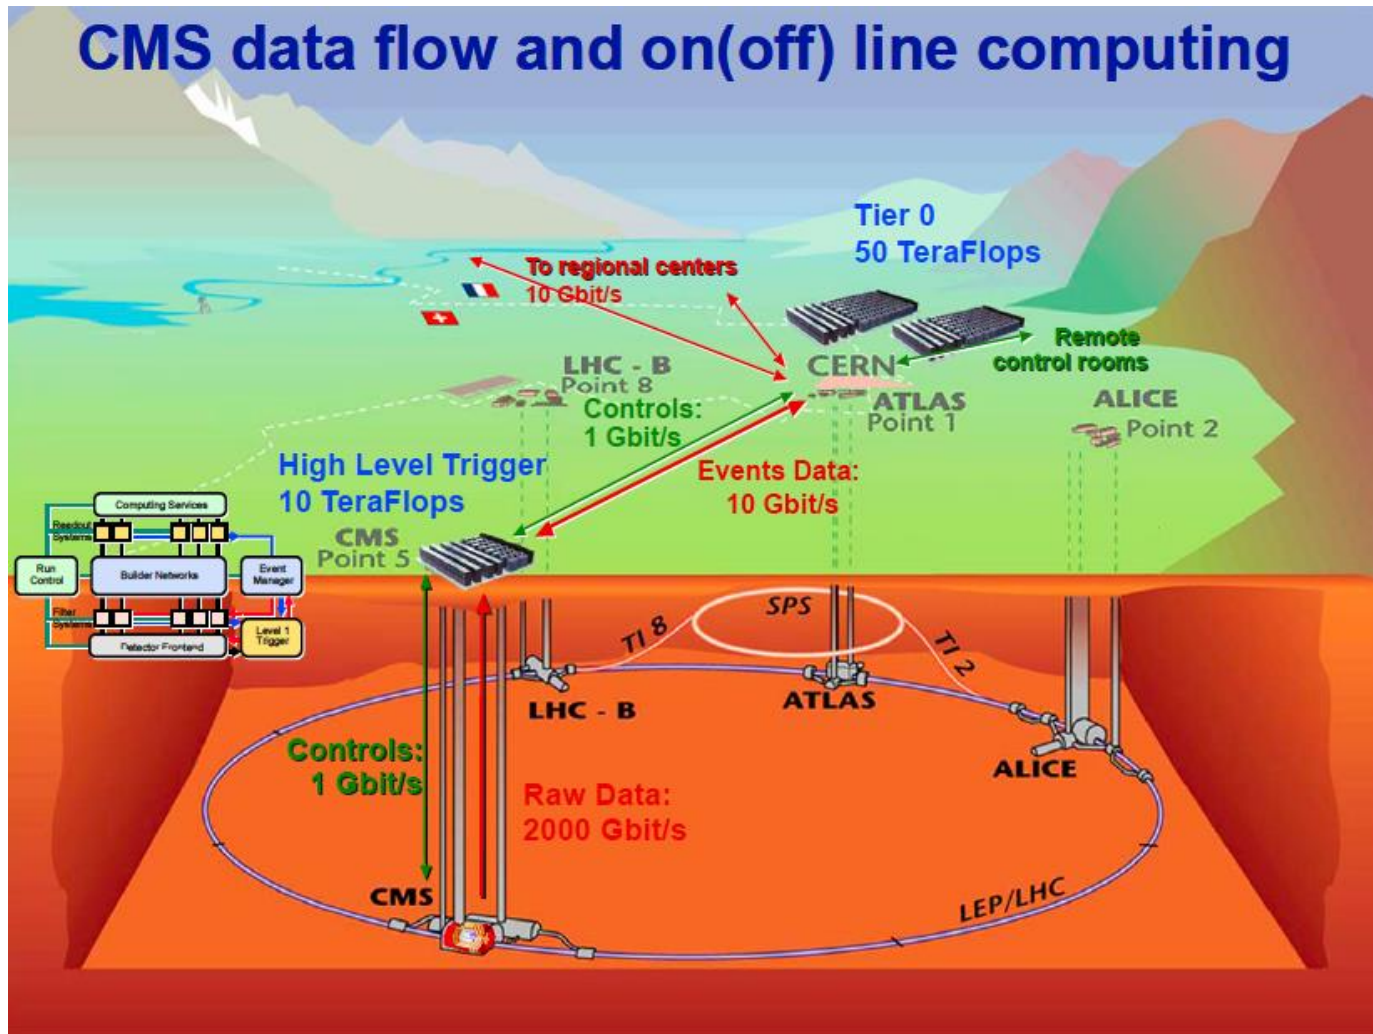 CMS data flow and on(off) line computing
Tier 0
50 TeraFlops
To regional centers
10 Gbit/s
Remote
control rooms
CERN
LHC - B
Point 8
ATLAS
Point 1
ALICE
Point 2
Controls:
1 Gbit/s
Events Data:
10 Gbit/s
High Level Trigger
10 TeraFlops
CMS
Point 5
Computing Services
Readout
Systems
Run
Control
Builder Networks
Event
Manager
Filter
Systems
Level 1
Trigger
Detector Frontend
SPS
TI 8
TI 2
LHC - B
ATLAS
ALICE
Controls:
1 Gbit/s
Raw Data:
2000 Gbit/s
CMS
LEP/LHC